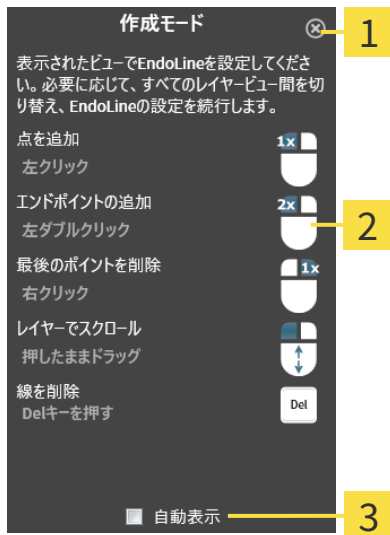 作成モード
1
表示されたビューでEndoLineを設定してくださ
い。必要に応じて、すべてのレイヤービュー間を切
り替え、EndoLineの設定を続行します。
点を追加
1x
左クリック
エンドポイントの追加
2x
左ダブルクリック
2
最後のポイントを削除
1x
右クリック
レイヤーでスクロール
押したままドラッグ
線を削除
Del
Delキーを押す
自動表示
3